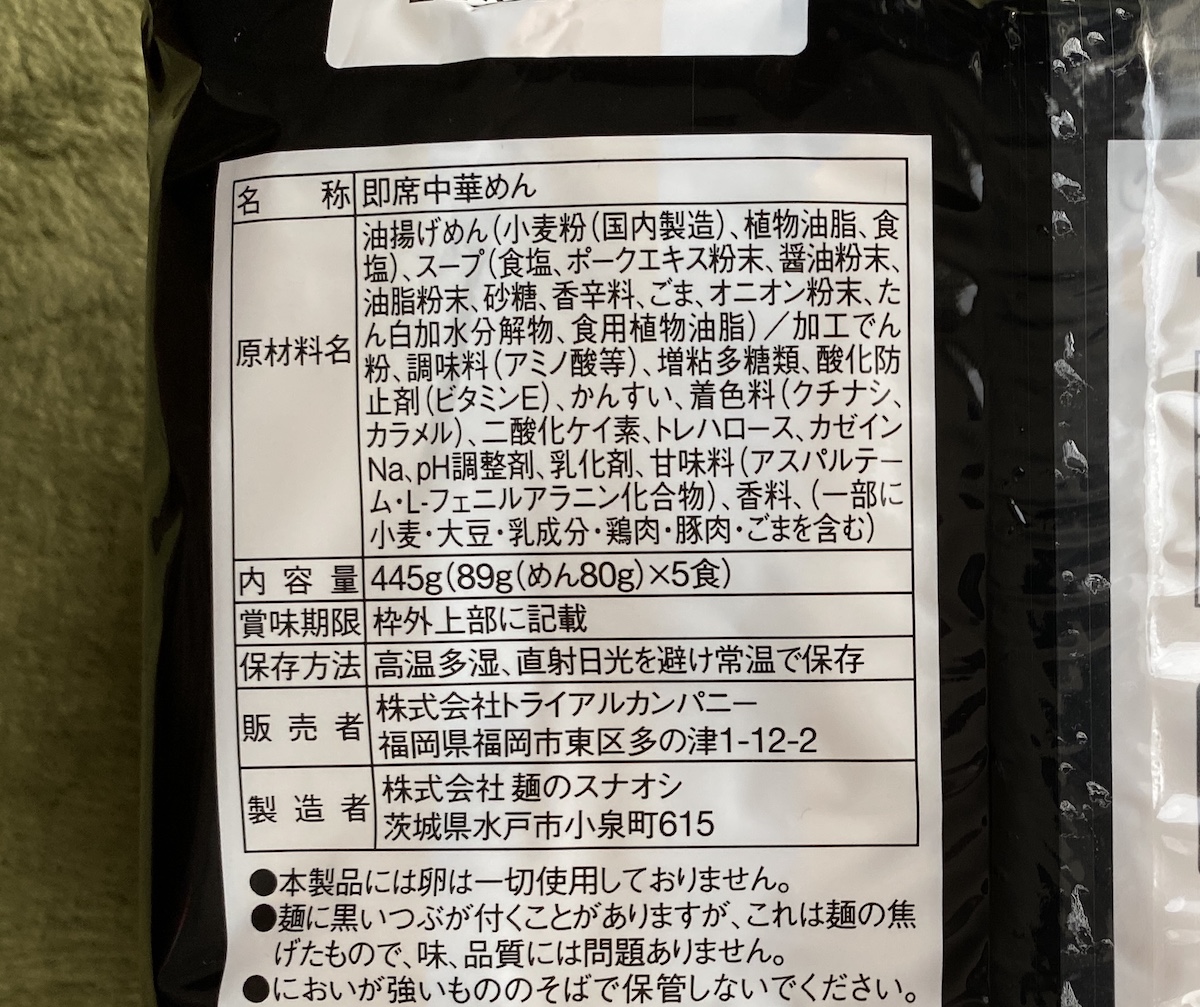 名称 即席中華めん
原材料名 油揚げめん(小麦粉(国内製造)、植物油脂、食
塩)、スープ(食塩、ポークエキス粉末、醤油粉末、
油脂粉末、砂糖、香辛料、ごま、オニオン粉末、た
ん白加水分解物、食用植物油脂)/加工でん
粉、調味料(アミノ酸等)、増粘多糖類、酸化防
止剤(ビタミンE)、かんすい、着色料(クチナシ、
カラメル)、二酸化ケイ素、トレハロース、カゼイン
Na、pH調整剤、乳化剤、甘味料(アスパルテー
ム・L-フェニルアラニン化合物)、香料、(一部に
小麦・大豆・乳成分・鶏肉・豚肉・ごまを含む)
内容量 445g(89g(めん80g)×5食)
賞味期限 枠外上部に記載
保存方法 高温多湿、直射日光を避け常温で保存
販売者 株式会社トライアルカンパニー
福岡県福岡市東区多の津1-12-2
製造者 株式会社 麺のスナオシ
茨城県水戸市小泉町615
●本製品には卵は一切使用しておりません。
●麺に黒いつぶが付くことがありますが、これは麺の焦
げたもので、味、品質には問題ありません。
●においが強いもののそばで保管しないでください。